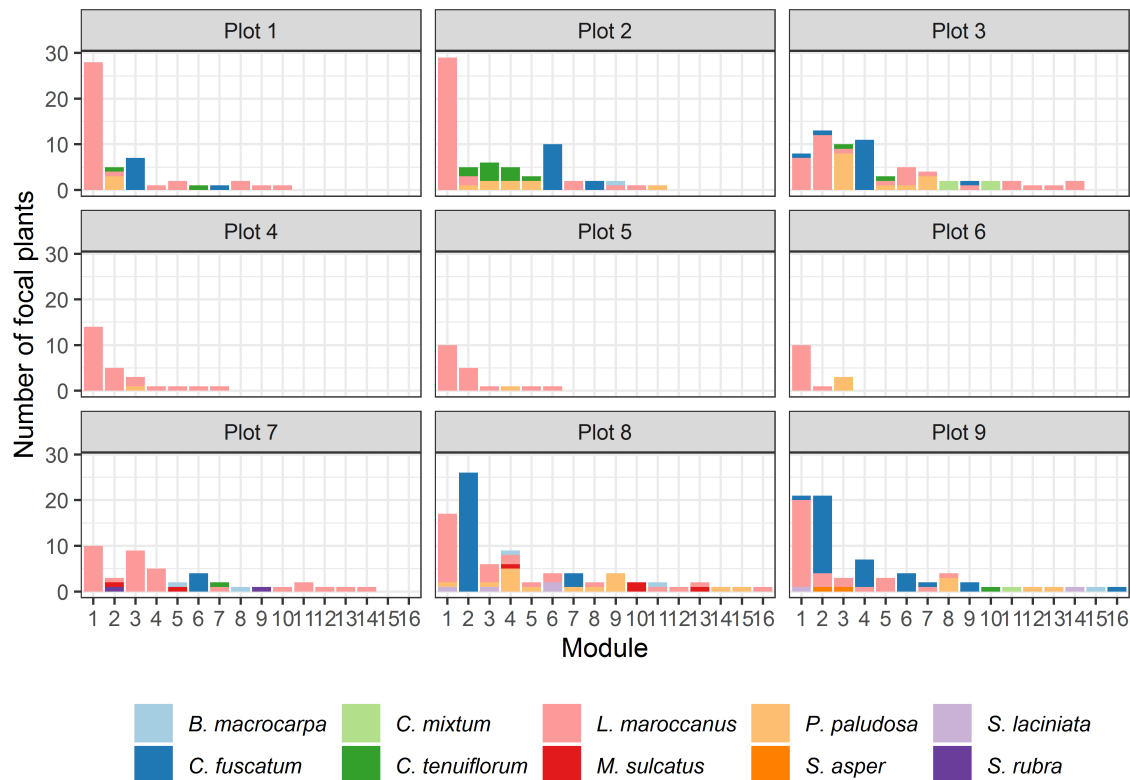 Plot 1 Plot 2 Plot 3
30
20
10
0
Plot 4 Plot 5 Plot 6
30
20
10
0
Plot 7 Plot 8 Plot 9
30
20
10
0
Number of focal plants
1 2 3 4 5 6 7 8 9 10 11 12 13 14 15 16 1 2 3 4 5 6 7 8 9 10 11 12 13 14 15 16 1 2 3 4 5 6 7 8 9 10 11 12 13 14 15 16
Module
B. macrocarpa C. mixtum L. maroccanus P. paludosa S. laciniata
C. fuscatum C. tenuiflorum M. sulcatus S. asper S. rubra